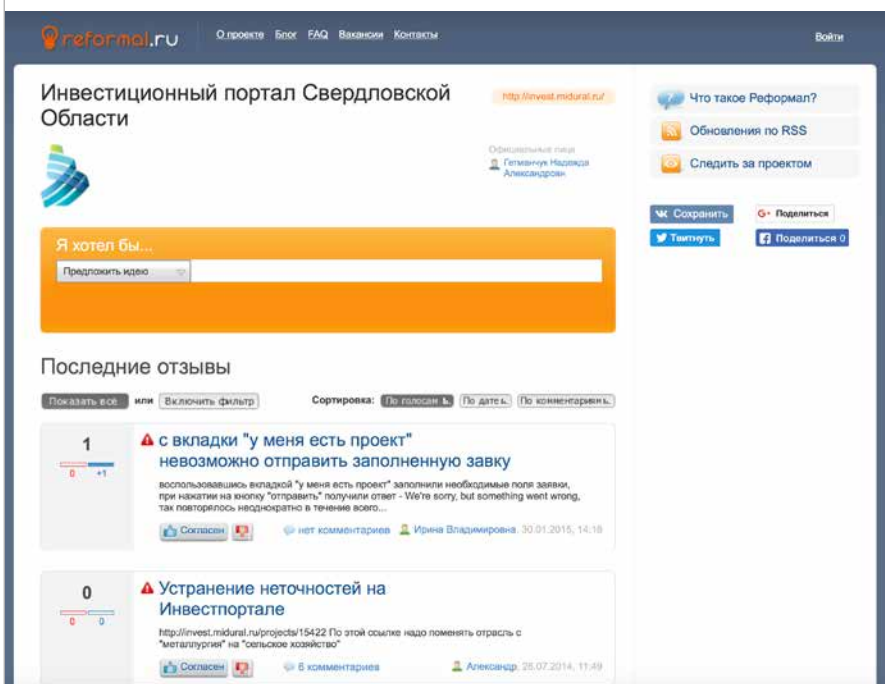 reformal.ru
О проекте Блог FAQ Вакансии Контакты
Войти
Инвестиционный портал Свердловской
Области
http://invest.midural.ru/
Официальные лица
Гетманчук Надежда
Александровн
Что такое Реформал?
Обновления по RSS
Следить за проектом
Сохранить
G+ Поделиться
Твитнуть
Поделиться 0
Я хотел бы...
Предложить идею
Последние отзывы
Показать все или Включить фильтр Сортировка: По голосам По дате По комментариям
1
0 +1
с вкладки "у меня есть проект"
невозможно отправить заполненную завку
воспользовавшись вкладкой "у меня есть проект" заполнили необходимые поля заявки,
при нажатии на кнопку "отправить" получили ответ - We're sorry, but something went wrong,
так повторялось неоднократно в течение всего...
Согласен нет комментариев Ирина Владимировна, 30.01.2015, 14:18
0
0 0
Устранение неточностей на
Инвестпортале
http://invest.midural.ru/projects/15422 По этой ссылке надо поменять отрасль с
"металлургия" на "сельское хозяйство"
Согласен 6 комментариев Александр, 26.07.2014, 11:49